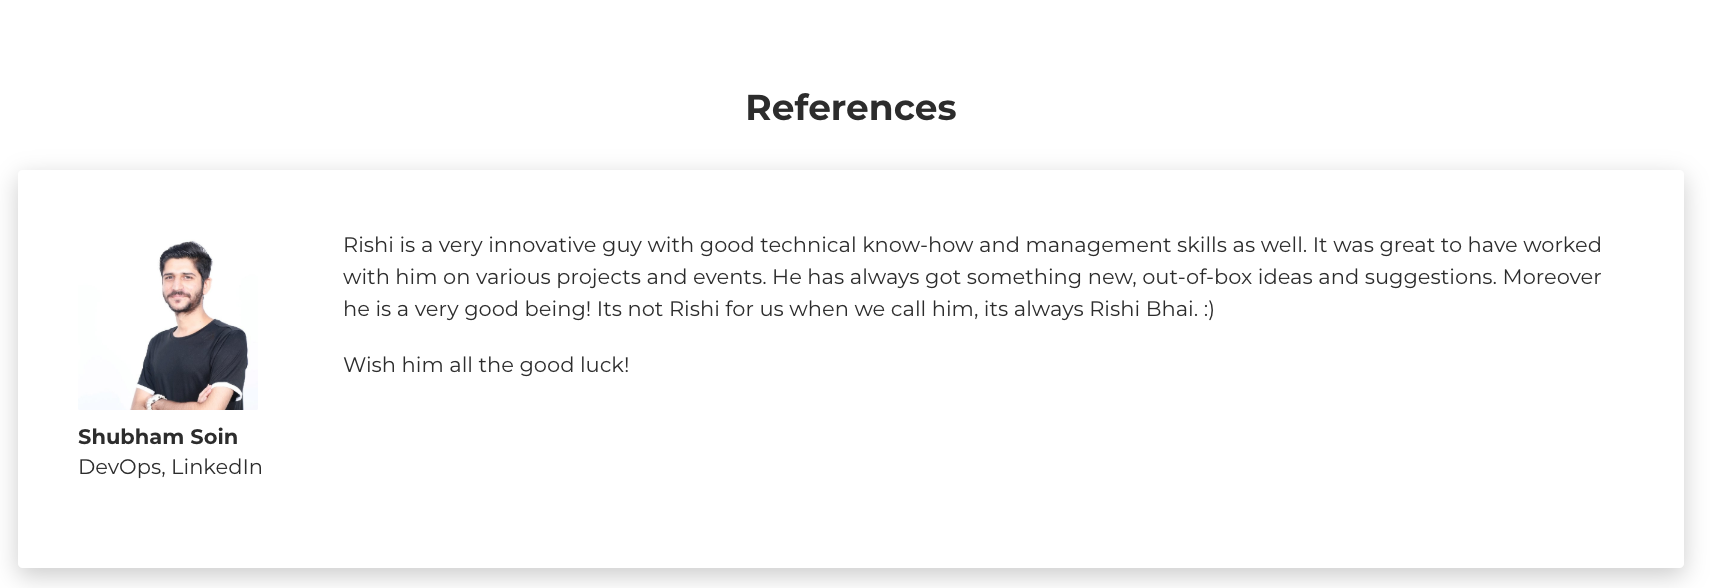 References
Rishi is a very innovative guy with good technical know-how and management skills as well. It was great to have worked
with him on various projects and events. He has always got something new, out-of-box ideas and suggestions. Moreover
he is a very good being! Its not Rishi for us when we call him, its always Rishi Bhai. :)
Wish him all the good luck!
Shubham Soin
DevOps, LinkedIn